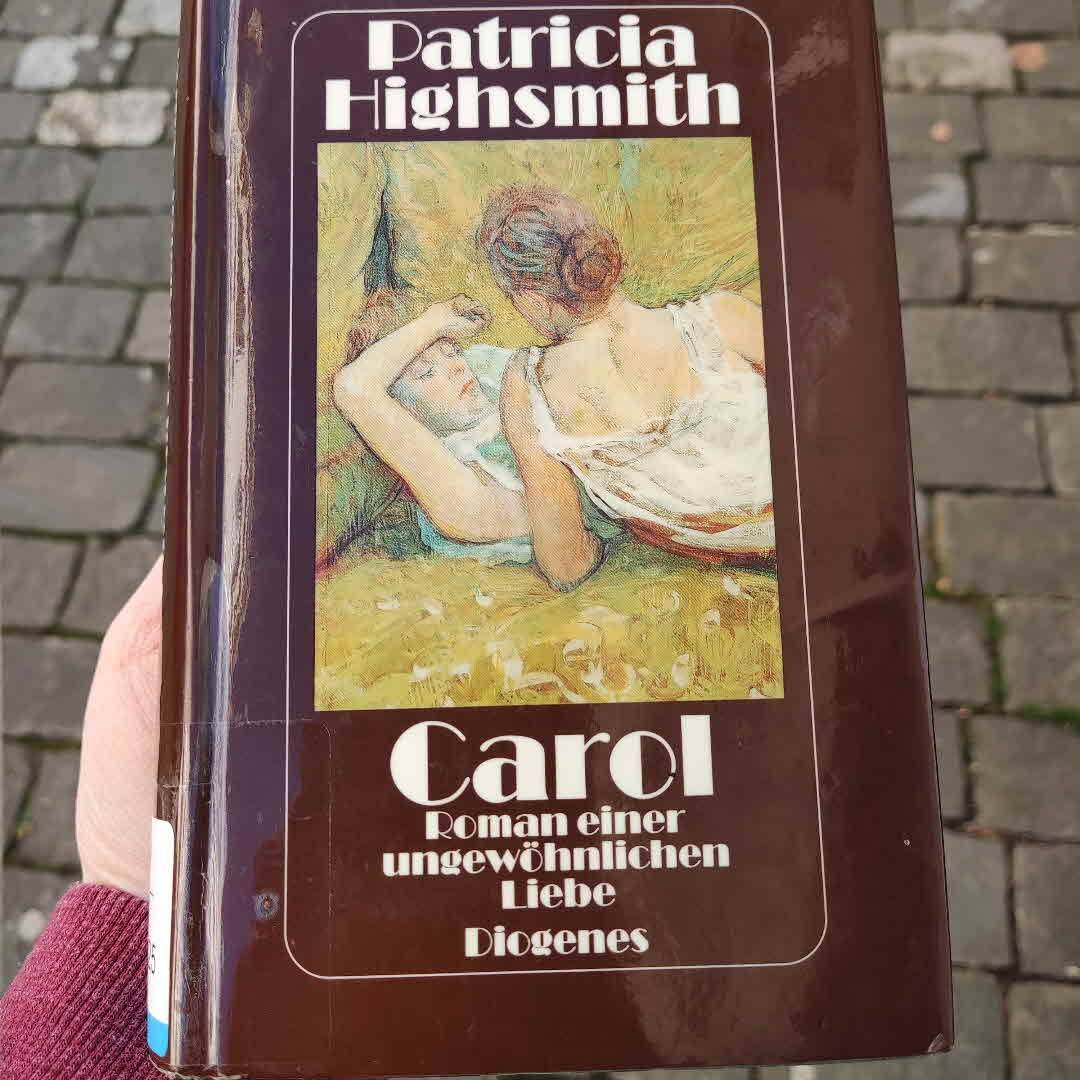 Patricia
Highsmith
Carol
Roman einer
ungewöhnlichen
Liebe
Diogenes